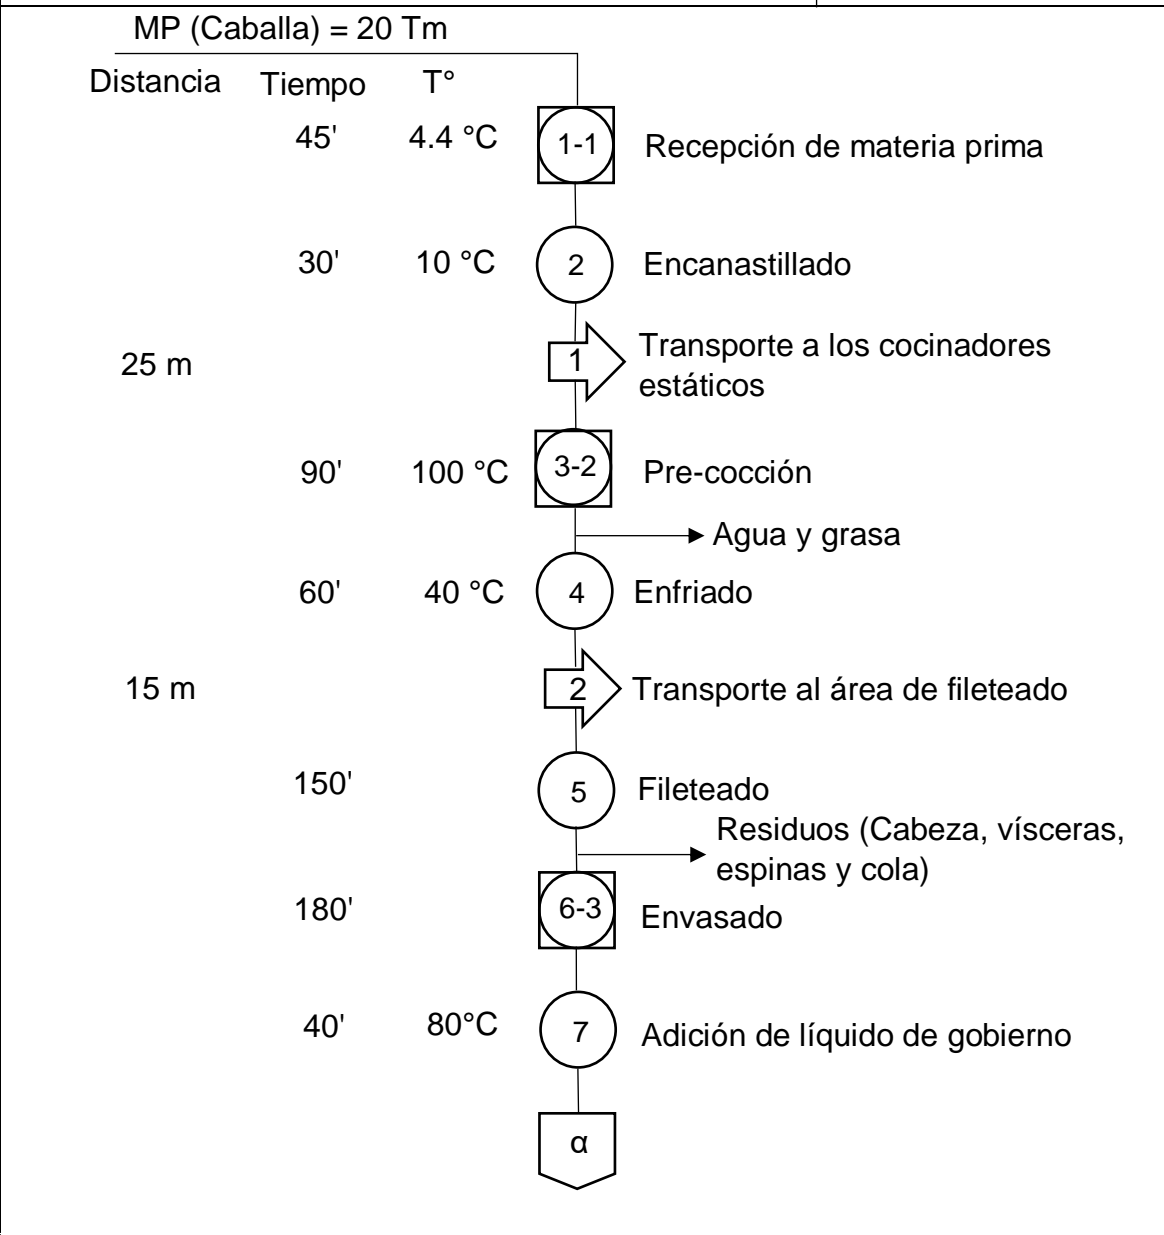 MP (Caballa) = 20 Tm
Distancia Tiempo T°
45' 4.4 °C 1-1 Recepción de materia prima
30' 10 °C 2 Encanastillado
25 m 1 Transporte a los cocinadores
estáticos
90' 100 °C 3-2 Pre-cocción
Agua y grasa
60' 40 °C 4 Enfriado
15 m 2 Transporte al área de fileteado
150' 5 Fileteado
Residuos (Cabeza, vísceras,
espinas y cola)
180' 6-3 Envasado
40' 80°C 7 Adición de líquido de gobierno
α